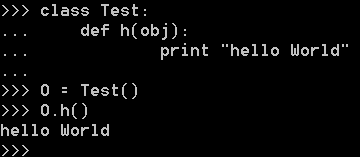 >>> class Test:
...     def h(obj):
...             print "hello World"
...
>>> O = Test()
>>> O.h()
hello World
>>>